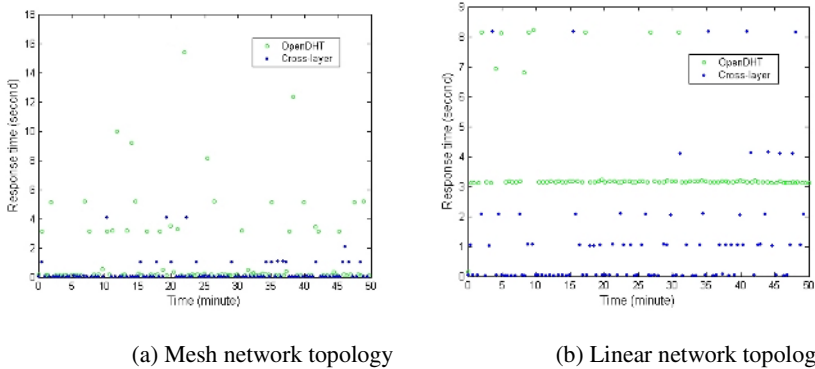 18
16
14
12
10
8
6
4
2
0
Response time (second)
OpenDHT
Cross-layer
0 5 10 15 20 25 30 35 40 45 50
Time (minute)
(a) Mesh network topology
9
8
7
6
5
4
3
2
1
0
Response time (second)
OpenDHT
Cross-layer
0 5 10 15 20 25 30 35 40 45 50
Time (minute)
(b) Linear network topolog